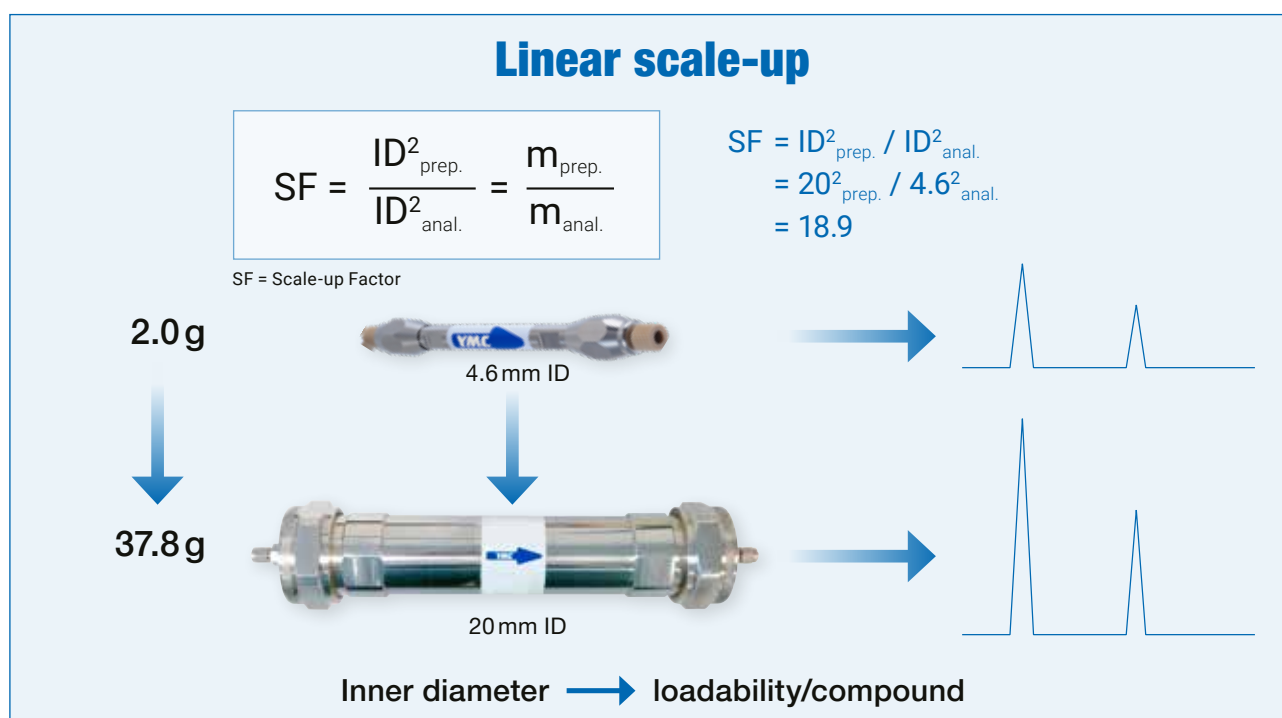 Linear scale-up
SF = ID²prep. / ID²anal. = mprep. / manal.
SF = Scale-up Factor
SF = ID²prep. / ID²anal.
= 20²prep. / 4.6²anal.
= 18.9
2.0 g
YMC
4.6 mm ID
37.8 g
YMC
20 mm ID
Inner diameter → loadability/compound